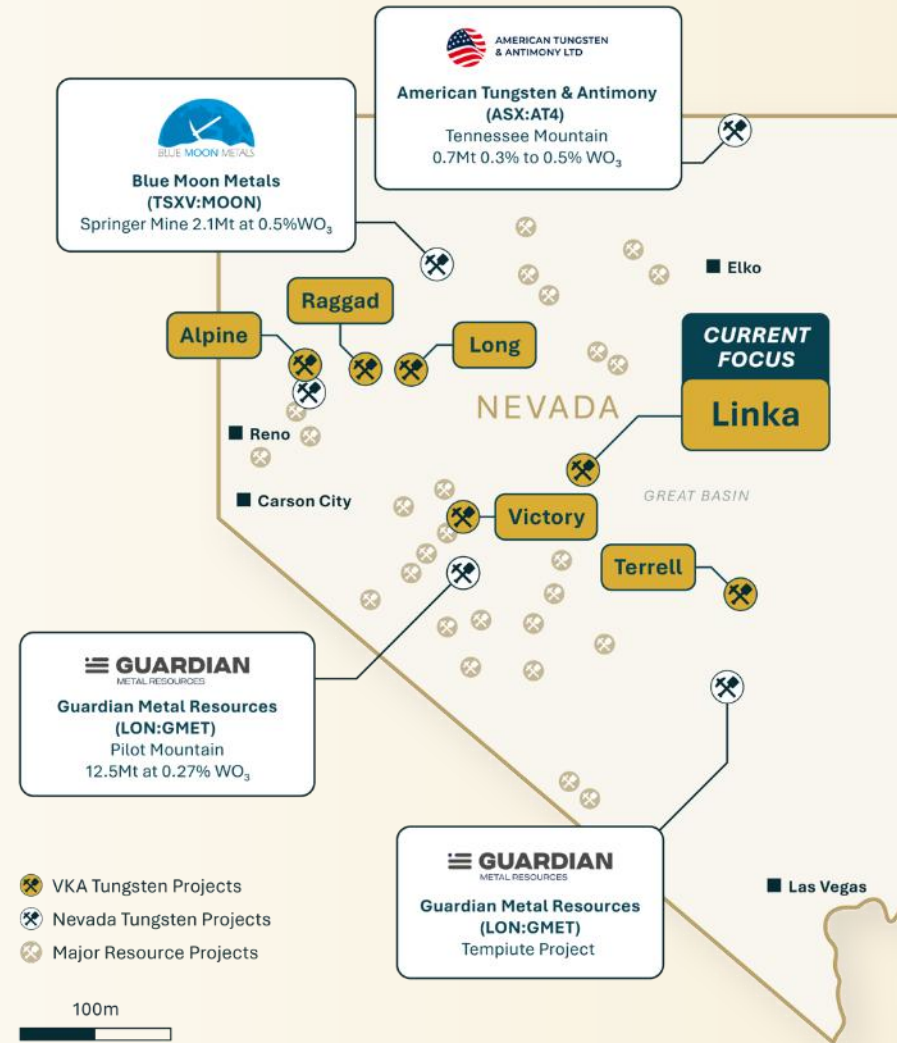 AMERICAN TUNGSTEN
& ANTIMONY LTD
American Tungsten & Antimony
(ASX:AT4)
Tennessee Mountain
0.7Mt 0.3% to 0.5% WO₃
BLUE MOON METALS
Blue Moon Metals
(TSXV:MOON)
Springer Mine 2.1Mt at 0.5%WO₃
Elko
Raggad
Alpine
Long
CURRENT
FOCUS
Linka
NEVADA
Reno
Carson City
GREAT BASIN
Victory
Terrell
GUARDIAN
METAL RESOURCES
Guardian Metal Resources
(LON:GMET)
Pilot Mountain
12.5Mt at 0.27% WO₃
GUARDIAN
METAL RESOURCES
Guardian Metal Resources
(LON:GMET)
Tempiute Project
Las Vegas
VKA Tungsten Projects
Nevada Tungsten Projects
Major Resource Projects
100m